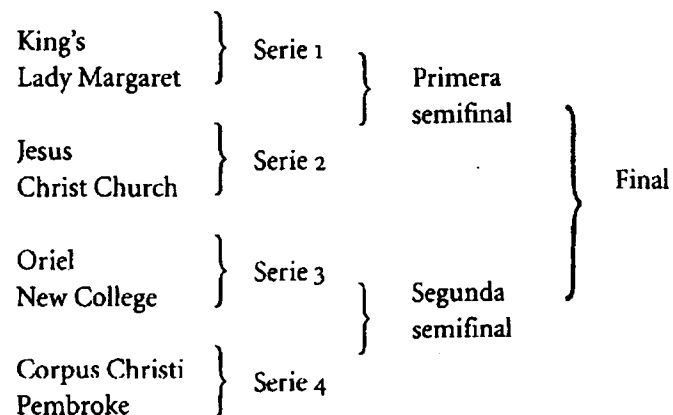 King's
Lady Margaret
Serie 1
Primera
semifinal
Jesus
Christ Church
Serie 2
Final
Oriel
New College
Serie 3
Segunda
semifinal
Corpus Christi
Pembroke
Serie 4